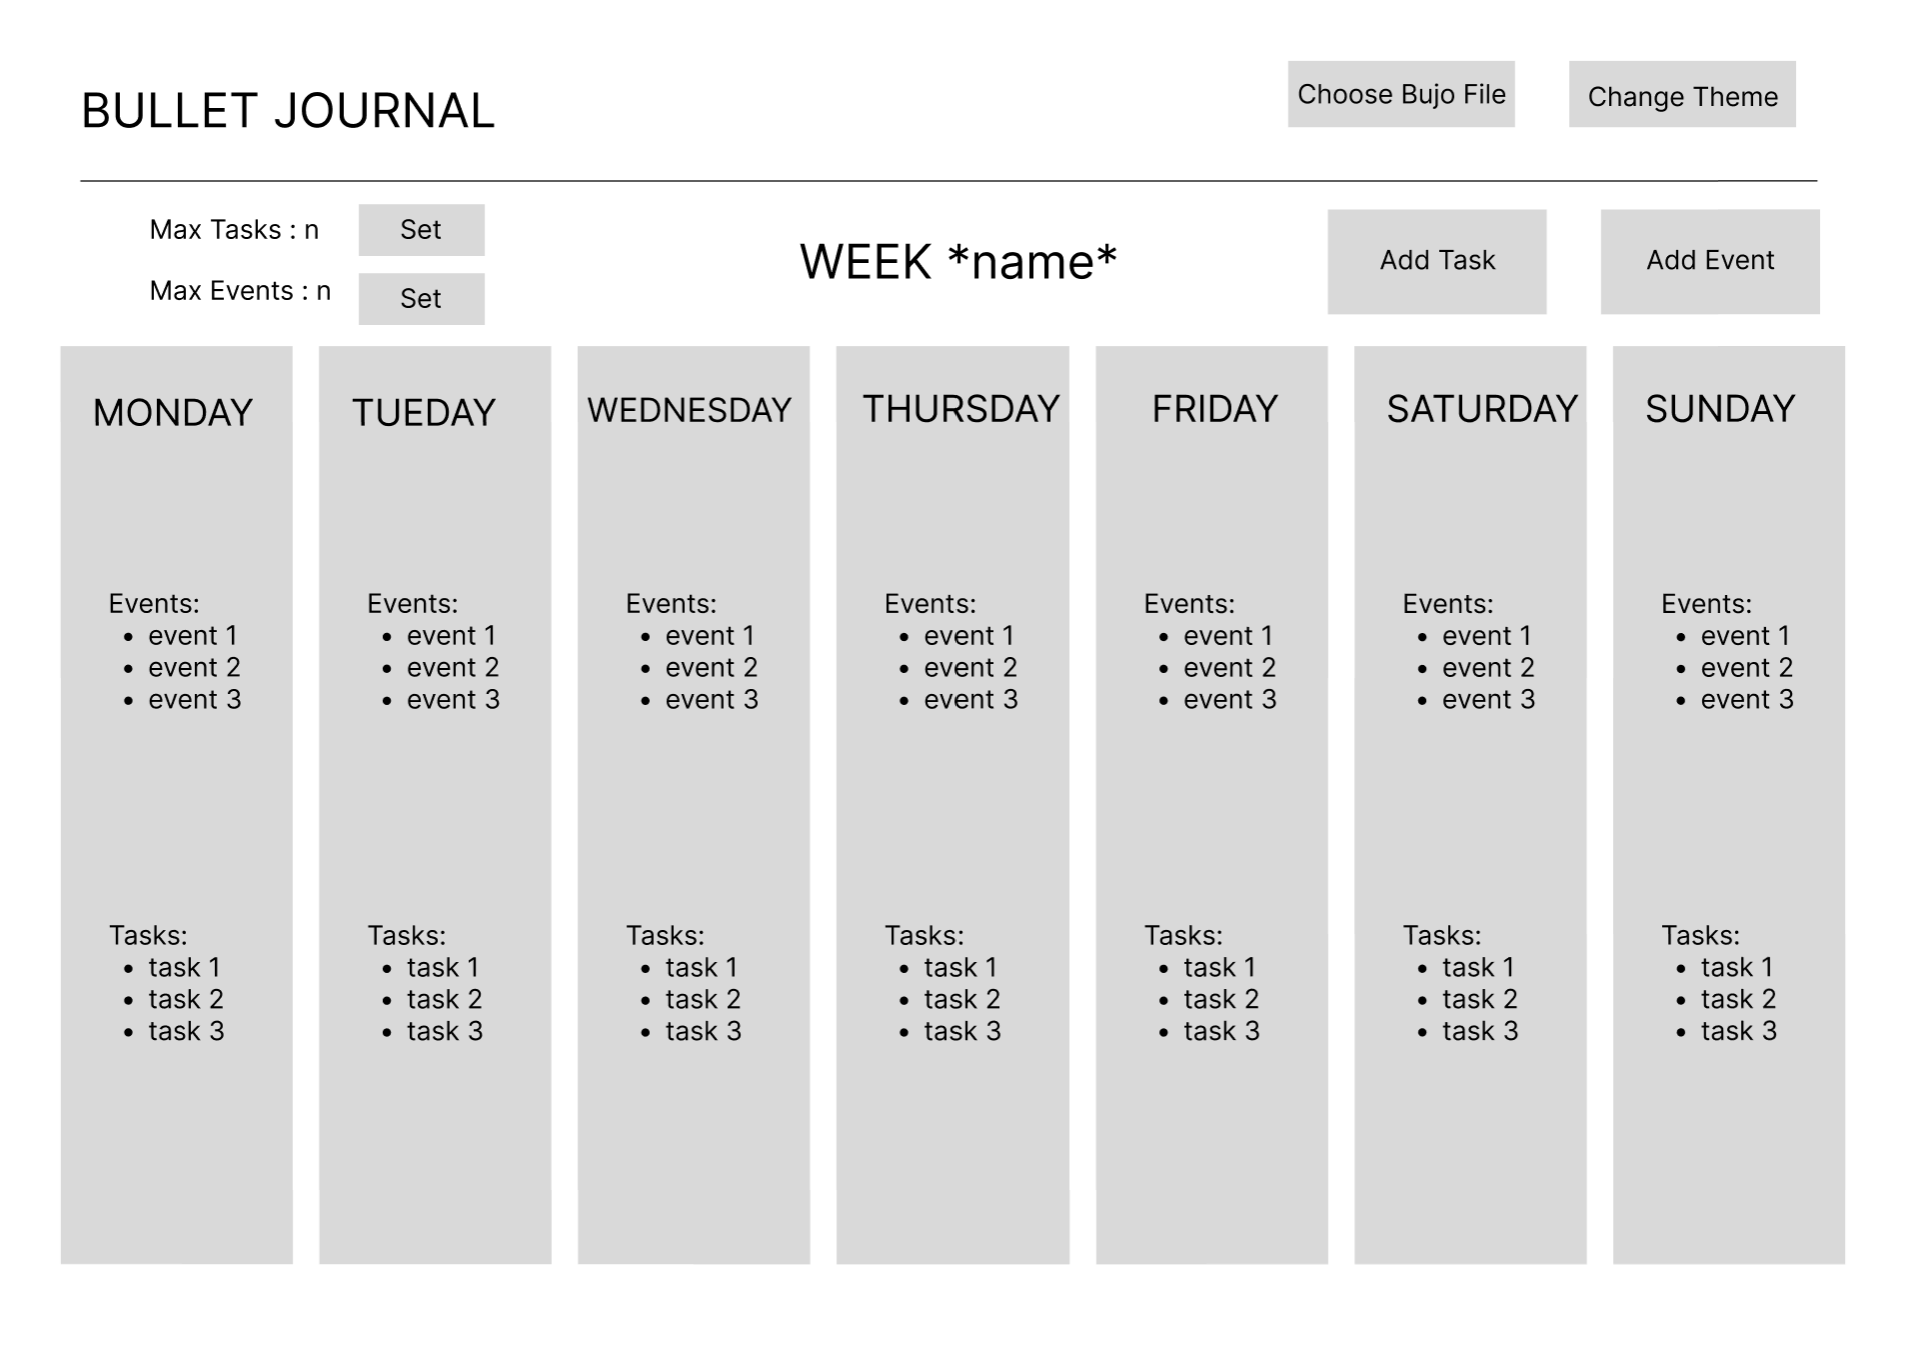 BULLET JOURNAL
Choose Bujo File
Change Theme
Max Tasks : n
Set
Max Events : n
Set
WEEK *name*
Add Task
Add Event
MONDAY
Events:
• event 1
• event 2
• event 3
Tasks:
• task 1
• task 2
• task 3
TUEDAY
Events:
• event 1
• event 2
• event 3
Tasks:
• task 1
• task 2
• task 3
WEDNESDAY
Events:
• event 1
• event 2
• event 3
Tasks:
• task 1
• task 2
• task 3
THURSDAY
Events:
• event 1
• event 2
• event 3
Tasks:
• task 1
• task 2
• task 3
FRIDAY
Events:
• event 1
• event 2
• event 3
Tasks:
• task 1
• task 2
• task 3
SATURDAY
Events:
• event 1
• event 2
• event 3
Tasks:
• task 1
• task 2
• task 3
SUNDAY
Events:
• event 1
• event 2
• event 3
Tasks:
• task 1
• task 2
• task 3